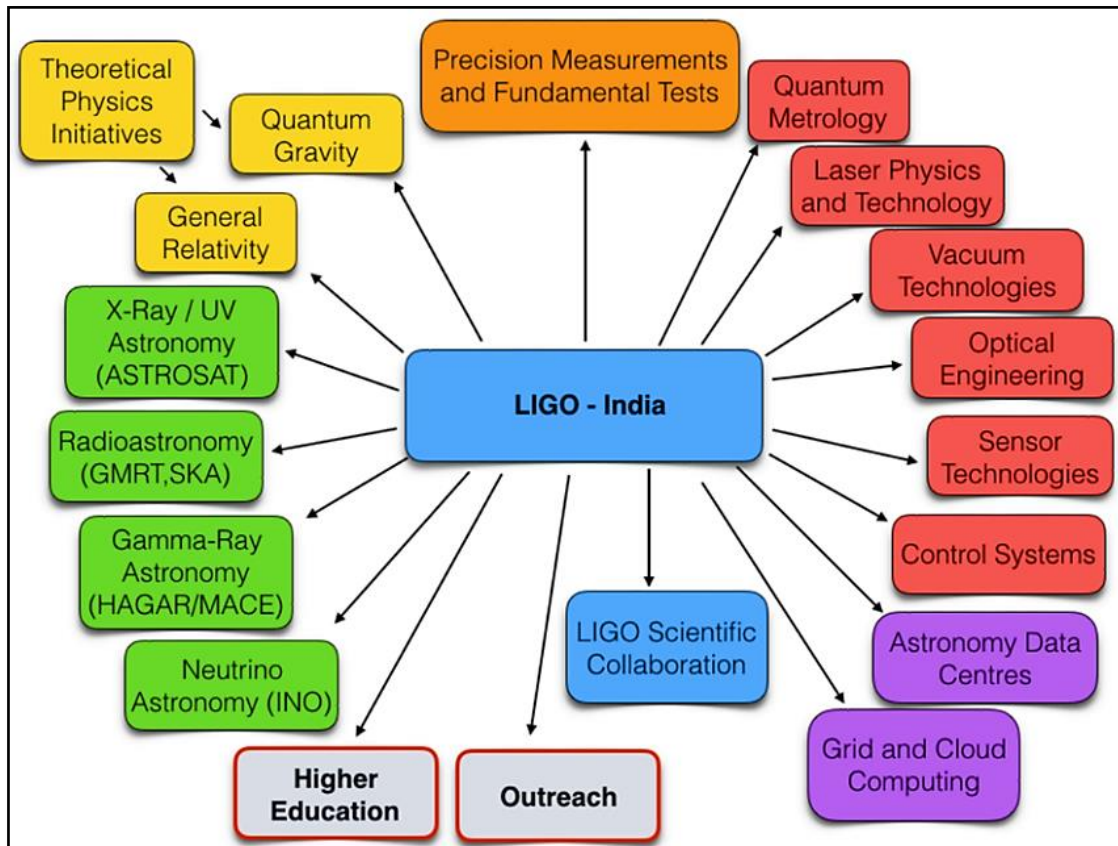 Theoretical
Physics
Initiatives
Quantum
Gravity
General
Relativity
Precision Measurements
and Fundamental Tests
Quantum
Metrology
Laser Physics
and Technology
Vacuum
Technologies
Optical
Engineering
Sensor
Technologies
Control Systems
X-Ray / UV
Astronomy
(ASTROSAT)
LIGO - India
Radioastronomy
(GMRT,SKA)
Gamma-Ray
Astronomy
(HAGAR/MACE)
Neutrino
Astronomy (INO)
Higher
Education
Outreach
LIGO Scientific
Collaboration
Astronomy Data
Centres
Grid and Cloud
Computing